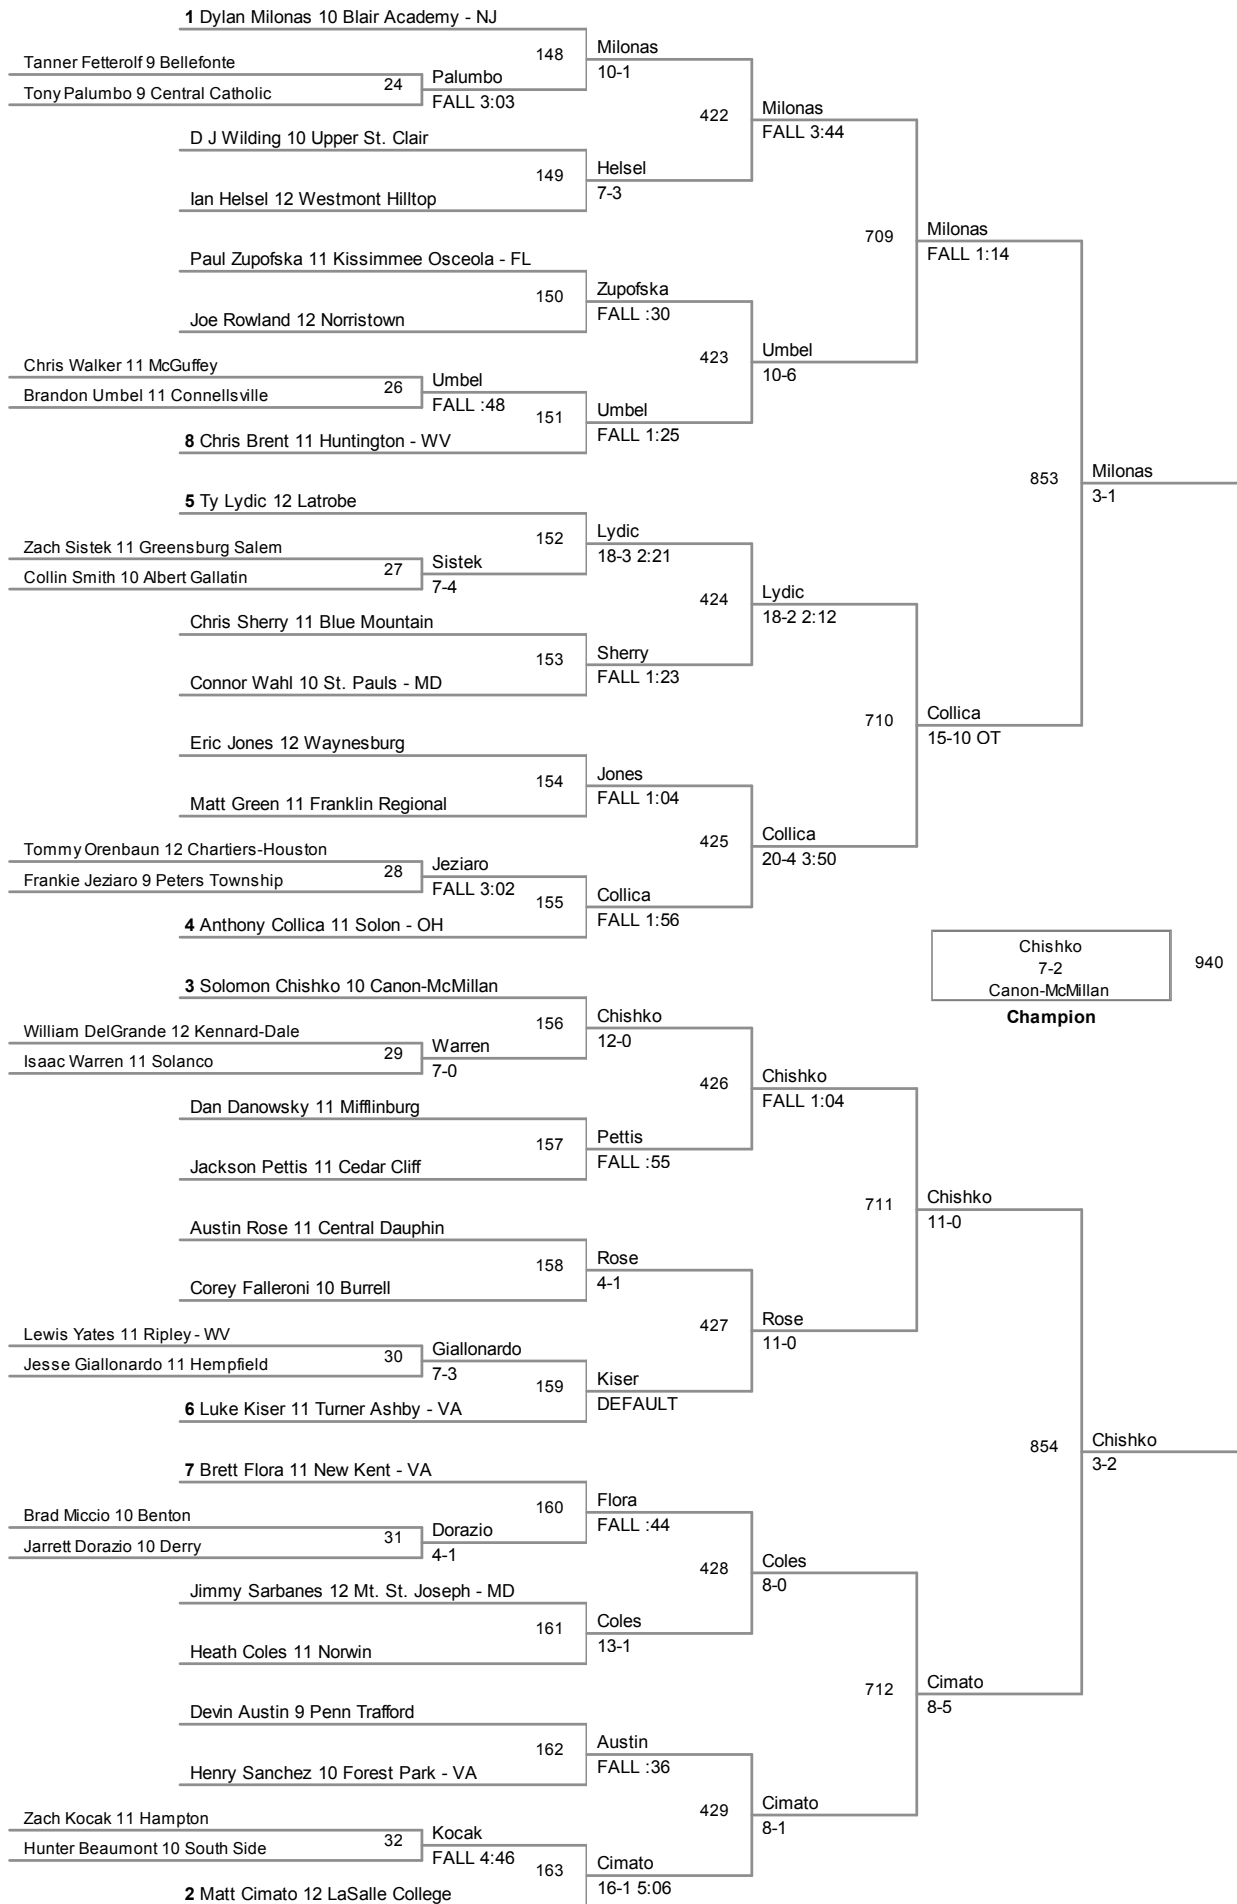 1 Dylan Milonas 10 Blair Academy - NJ
148
Milonas
10-1
Tanner Fetterolf 9 Bellefonte
24
Palumbo
FALL 3:03
Tony Palumbo 9 Central Catholic
422
Milonas
FALL 3:44
D J Wilding 10 Upper St. Clair
149
Helsel
7-3
Ian Helsel 12 Westmont Hilltop
709
Milonas
FALL 1:14
Paul Zupofska 11 Kissimmee Osceola - FL
150
Zupofska
FALL :30
Joe Rowland 12 Norristown
423
Umbel
10-6
Chris Walker 11 McGuffey
26
Umbel
FALL :48
Brandon Umbel 11 Connellsville
151
Umbel
FALL 1:25
8 Chris Brent 11 Huntington - WV
853
Milonas
3-1
5 Ty Lydic 12 Latrobe
152
Lydic
18-3 2:21
Zach Sistek 11 Greensburg Salem
27
Sistek
7-4
Collin Smith 10 Albert Gallatin
424
Lydic
18-2 2:12
Chris Sherry 11 Blue Mountain
153
Sherry
FALL 1:23
Connor Wahl 10 St. Pauls - MD
710
Collica
15-10 OT
Eric Jones 12 Waynesburg
154
Jones
FALL 1:04
Matt Green 11 Franklin Regional
425
Collica
20-4 3:50
Tommy Orenbaun 12 Chartiers-Houston
28
Jeziaro
FALL 3:02
Frankie Jeziaro 9 Peters Township
155
Collica
FALL 1:56
4 Anthony Collica 11 Solon - OH
Chishko
7-2
Canon-McMillan
940
Champion
3 Solomon Chishko 10 Canon-McMillan
156
Chishko
12-0
William DelGrande 12 Kennard-Dale
29
Warren
7-0
Isaac Warren 11 Solanco
426
Chishko
FALL 1:04
Dan Danowsky 11 Mifflinburg
157
Pettis
FALL :55
Jackson Pettis 11 Cedar Cliff
711
Chishko
11-0
Austin Rose 11 Central Dauphin
158
Rose
4-1
Corey Falleroni 10 Burrell
427
Rose
11-0
Lewis Yates 11 Ripley - WV
30
Giallonardo
7-3
Jesse Giallonardo 11 Hempfield
159
Kiser
DEFAULT
6 Luke Kiser 11 Turner Ashby - VA
854
Chishko
3-2
7 Brett Flora 11 New Kent - VA
160
Flora
FALL :44
Brad Miccio 10 Benton
31
Dorazio
4-1
Jarrett Dorazio 10 Derry
428
Coles
8-0
Jimmy Sarbanes 12 Mt. St. Joseph - MD
161
Coles
13-1
Heath Coles 11 Norwin
712
Cimato
8-5
Devin Austin 9 Penn Trafford
162
Austin
FALL :36
Henry Sanchez 10 Forest Park - VA
429
Cimato
8-1
Zach Kocak 11 Hampton
32
Kocak
FALL 4:46
Hunter Beaumont 10 South Side
163
Cimato
16-1 5:06
2 Matt Cimato 12 LaSalle College